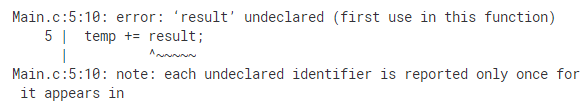 Main.c:5:10: error: ‘result’ undeclared (first use in this function)
    5 |  temp += result;
      |          ^~~~~~
Main.c:5:10: note: each undeclared identifier is reported only once for
 it appears in